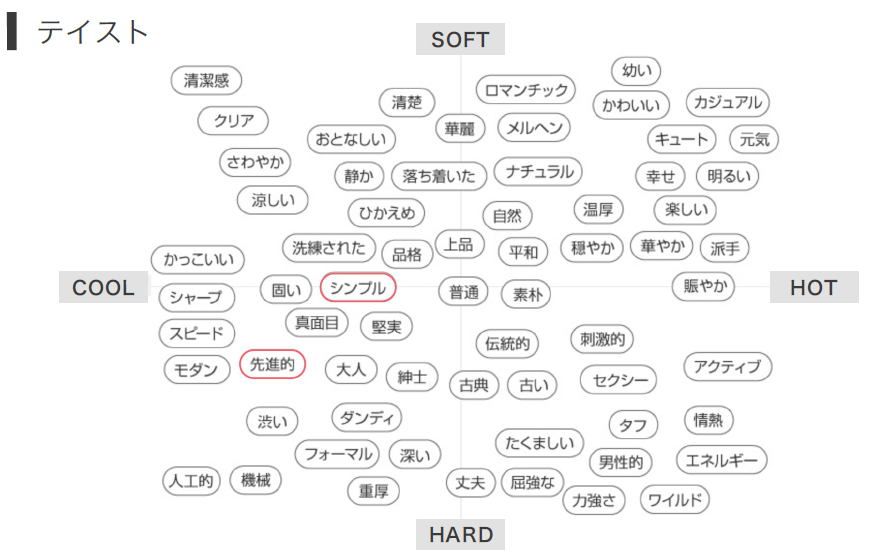 テイスト
SOFT
幼い
清潔感
ロマンチック
清楚
かわいい
カジュアル
クリア
華麗
メルヘン
おとなしい
キュート
元気
さわやか
静か
落ち着いた
ナチュラル
幸せ
明るい
涼しい
ひかえめ
自然
温厚
楽しい
洗練された
品格
上品
平和
穏やか
華やか
派手
かっこいい
COOL
シャープ
固い
シンプル
普通
素朴
賑やか
HOT
スピード
真面目
堅実
伝統的
刺激的
モダン
先進的
大人
紳士
古典
古い
セクシー
アクティブ
渋い
ダンディ
タフ
情熱
フォーマル
深い
たくましい
男性的
エネルギー
人工的
機械
重厚
丈夫
屈強な
力強さ
ワイルド
HARD